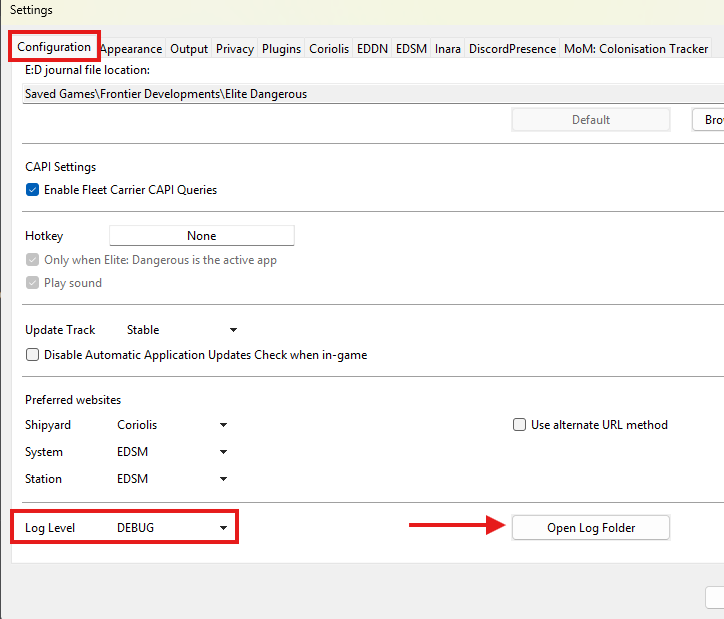 Settings
Configuration Appearance Output Privacy Plugins Coriolis EDDN EDSM Inara DiscordPresence MoM: Colonisation Tracker
E:D journal file location:
Saved Games\Frontier Developments\Elite Dangerous
Default Bro
CAPI Settings
Enable Fleet Carrier CAPI Queries
Hotkey None
Only when Elite: Dangerous is the active app
Play sound
Update Track Stable
Disable Automatic Application Updates Check when in-game
Preferred websites
Shipyard Coriolis Use alternate URL method
System EDSM
Station EDSM
Log Level DEBUG Open Log Folder